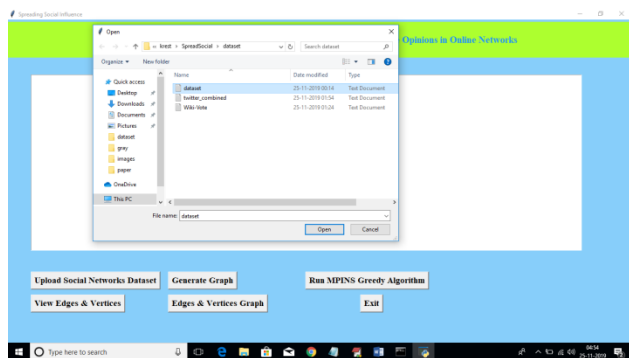 Spreading Social Influence
Opinions in Online Networks
Open
« krest > SpreadSocial > dataset
Search dataset
Organize
New folder
Name
Date modified
Type
Quick access
Desktop
Downloads
Documents
Pictures
dataset
gray
images
paper
OneDrive
This PC
dataset 25-11-2019 00:14 Text Document
twitter_combined 25-11-2019 01:54 Text Document
Wiki-Vote 25-11-2019 01:24 Text Document
File name: dataset
Open
Cancel
Upload Social Networks Dataset
Generate Graph
Run MPINS Greedy Algorithm
View Edges & Vertices
Edges & Vertices Graph
Exit
Type here to search
04:54
25-11-2019